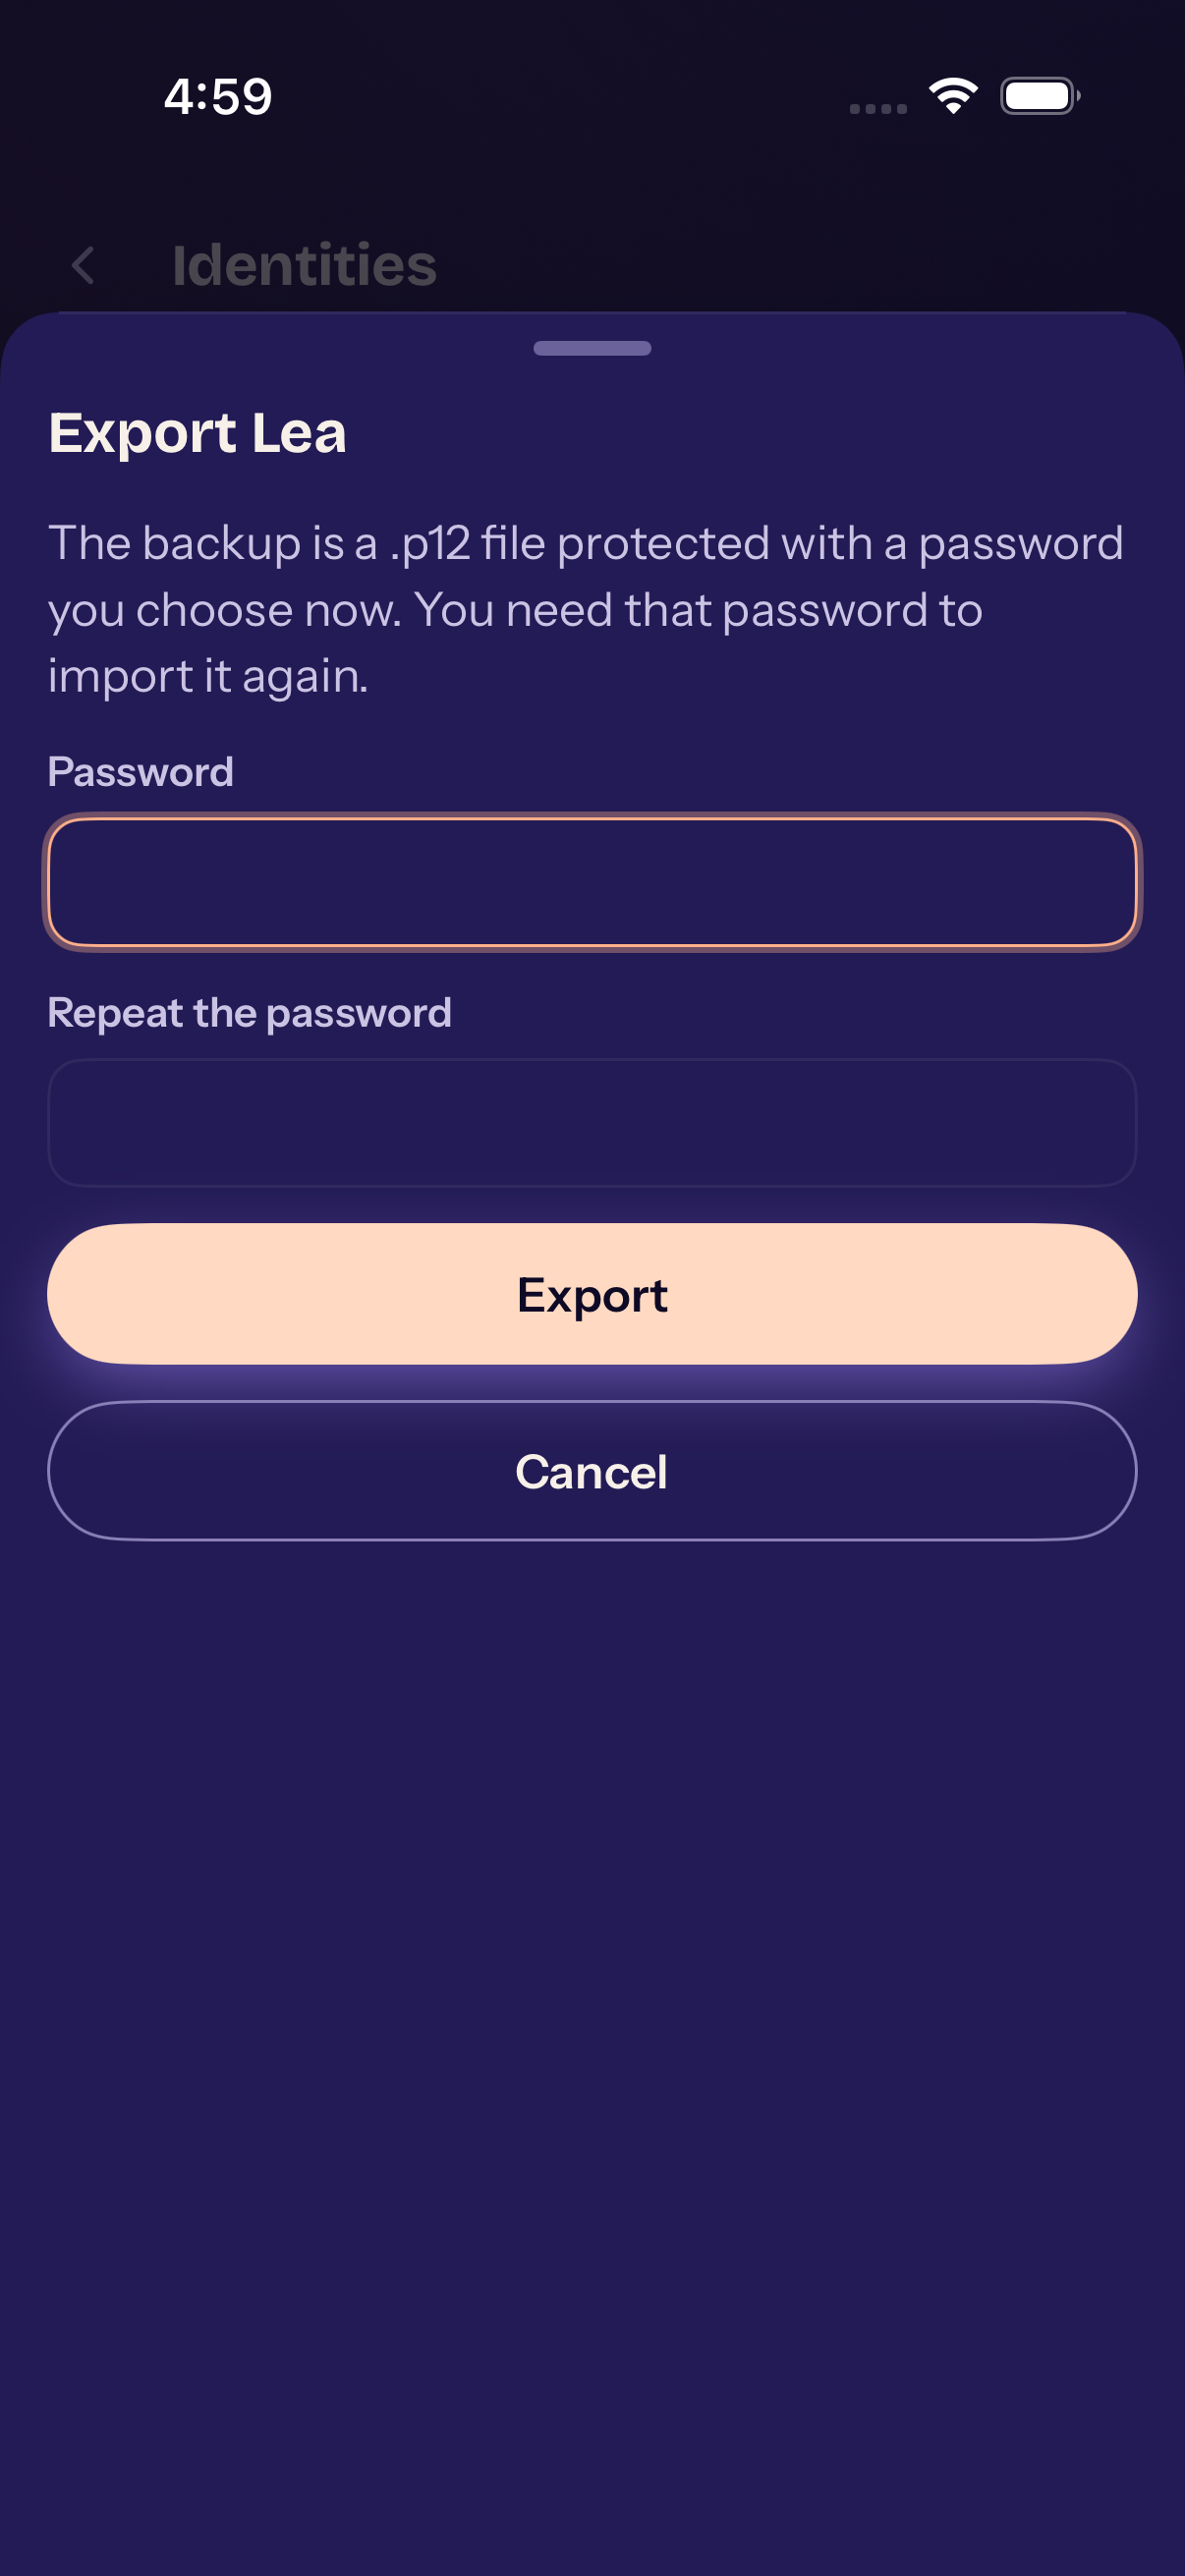 4:59
Identities
Export Lea
The backup is a .p12 file protected with a password
you choose now. You need that password to
import it again.
Password
Repeat the password
Export
Cancel